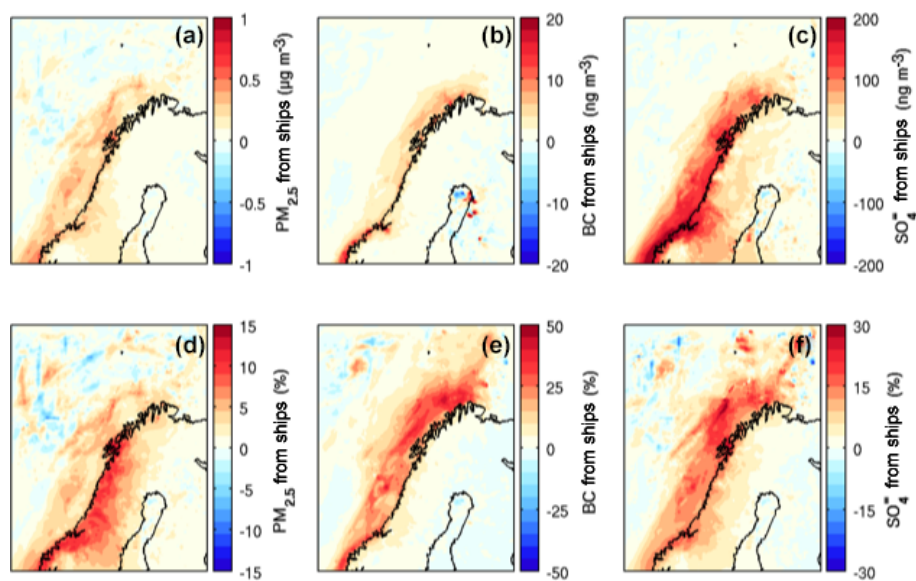 (a)
1
0.5
0
-0.5
-1
PM2.5 from ships (µg m−3)
(b)
20
10
0
-10
-20
BC from ships (ng m−3)
(c)
200
100
0
-100
-200
SO4= from ships (ng m−3)
(d)
15
10
5
0
-5
-10
-15
PM2.5 from ships (%)
(e)
50
25
0
-25
-50
BC from ships (%)
(f)
30
15
0
-15
-30
SO4= from ships (%)